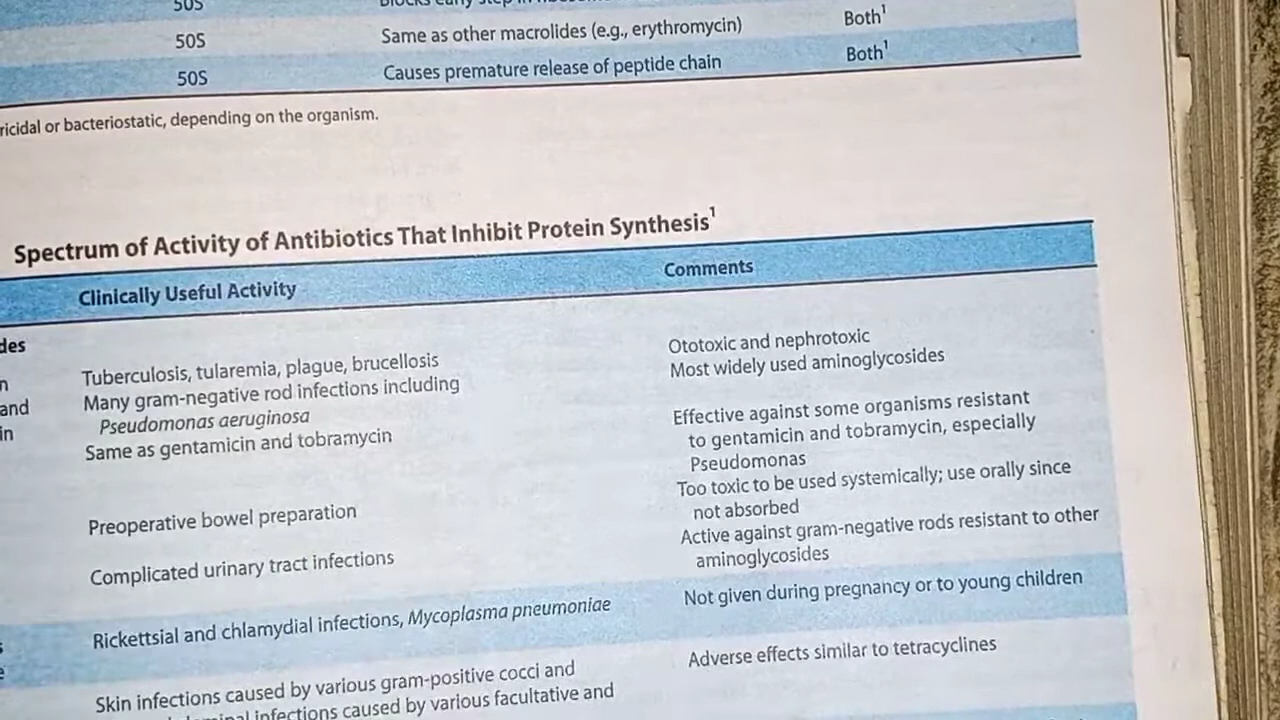 50S
50S Same as other macrolides (e.g., erythromycin) Both¹
50S Causes premature release of peptide chain Both¹
ricidal or bacteriostatic, depending on the organism.
Spectrum of Activity of Antibiotics That Inhibit Protein Synthesis¹
Clinically Useful Activity Comments
des
n Tuberculosis, tularemia, plague, brucellosis Ototoxic and nephrotoxic
and Many gram-negative rod infections including Most widely used aminoglycosides
in Pseudomonas aeruginosa
Same as gentamicin and tobramycin Effective against some organisms resistant
to gentamicin and tobramycin, especially
Pseudomonas
Preoperative bowel preparation Too toxic to be used systemically; use orally since
not absorbed
Complicated urinary tract infections Active against gram-negative rods resistant to other
aminoglycosides
Rickettsial and chlamydial infections, Mycoplasma pneumoniae Not given during pregnancy or to young children
Skin infections caused by various gram-positive cocci and Adverse effects similar to tetracyclines
infections caused by various facultative and